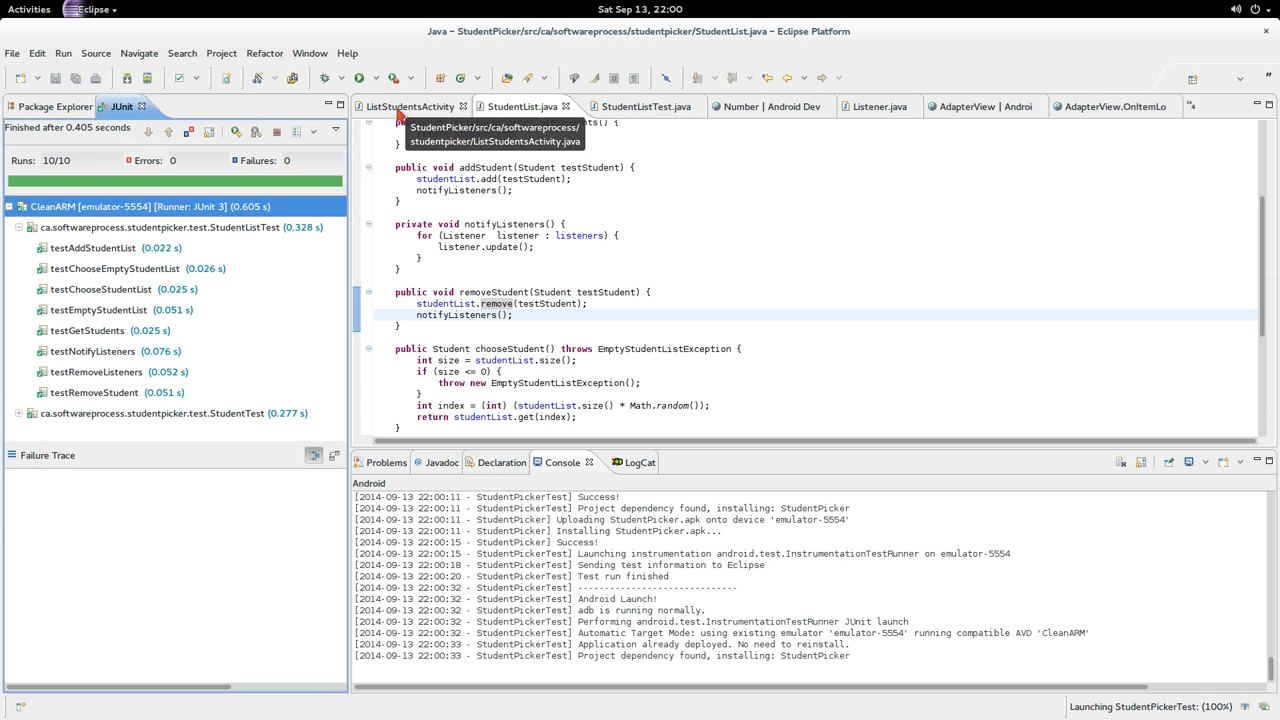 Activities Eclipse Sat Sep 13, 22:00
Java – StudentPicker/src/ca/softwareprocess/studentpicker/StudentList.java – Eclipse Platform
File Edit Run Source Navigate Search Project Refactor Window Help
Package Explorer JUnit
ListStudentsActivity StudentList.java StudentListTest.java Number | Android Dev Listener.java AdapterView | Androi AdapterView.OnItemLo 4
Finished after 0.405 seconds
Runs: 10/10 Errors: 0 Failures: 0
CleanARM [emulator-5554] [Runner: JUnit 3] (0.605 s)
ca.softwareprocess.studentpicker.test.StudentListTest (0.328 s)
testAddStudentList (0.022 s)
testChooseEmptyStudentList (0.026 s)
testChooseStudentList (0.025 s)
testEmptyStudentList (0.051 s)
testGetStudents (0.025 s)
testNotifyListeners (0.076 s)
testRemoveListeners (0.052 s)
testRemoveStudent (0.051 s)
ca.softwareprocess.studentpicker.test.StudentTest (0.277 s)
Failure Trace
StudentPicker/src/ca/softwareprocess/
studentpicker/ListStudentsActivity.java
() {
}
public void addStudent(Student testStudent) {
studentList.add(testStudent);
notifyListeners();
}
private void notifyListeners() {
for (Listener listener : listeners) {
listener.update();
}
}
public void removeStudent(Student testStudent) {
studentList.remove(testStudent);
notifyListeners();
}
public Student chooseStudent() throws EmptyStudentListException {
int size = studentList.size();
if (size <= 0) {
throw new EmptyStudentListException();
}
int index = (int) (studentList.size() * Math.random());
return studentList.get(index);
}
Problems Javadoc Declaration Console LogCat
Android
[2014-09-13 22:00:11 - StudentPickerTest] Success!
[2014-09-13 22:00:11 - StudentPickerTest] Project dependency found, installing: StudentPicker
[2014-09-13 22:00:11 - StudentPicker] Uploading StudentPicker.apk onto device 'emulator-5554'
[2014-09-13 22:00:11 - StudentPicker] Installing StudentPicker.apk...
[2014-09-13 22:00:15 - StudentPicker] Success!
[2014-09-13 22:00:15 - StudentPickerTest] Launching instrumentation android.test.InstrumentationTestRunner on emulator-5554
[2014-09-13 22:00:18 - StudentPickerTest] Sending test information to Eclipse
[2014-09-13 22:00:20 - StudentPickerTest] Test run finished
[2014-09-13 22:00:32 - StudentPickerTest] ------------------------------
[2014-09-13 22:00:32 - StudentPickerTest] Android Launch!
[2014-09-13 22:00:32 - StudentPickerTest] adb is running normally.
[2014-09-13 22:00:32 - StudentPickerTest] Performing android.test.InstrumentationTestRunner JUnit launch
[2014-09-13 22:00:32 - StudentPickerTest] Automatic Target Mode: using existing emulator 'emulator-5554' running compatible AVD 'CleanARM'
[2014-09-13 22:00:33 - StudentPickerTest] Application already deployed. No need to reinstall.
[2014-09-13 22:00:33 - StudentPickerTest] Project dependency found, installing: StudentPicker
Launching StudentPickerTest: (100%)